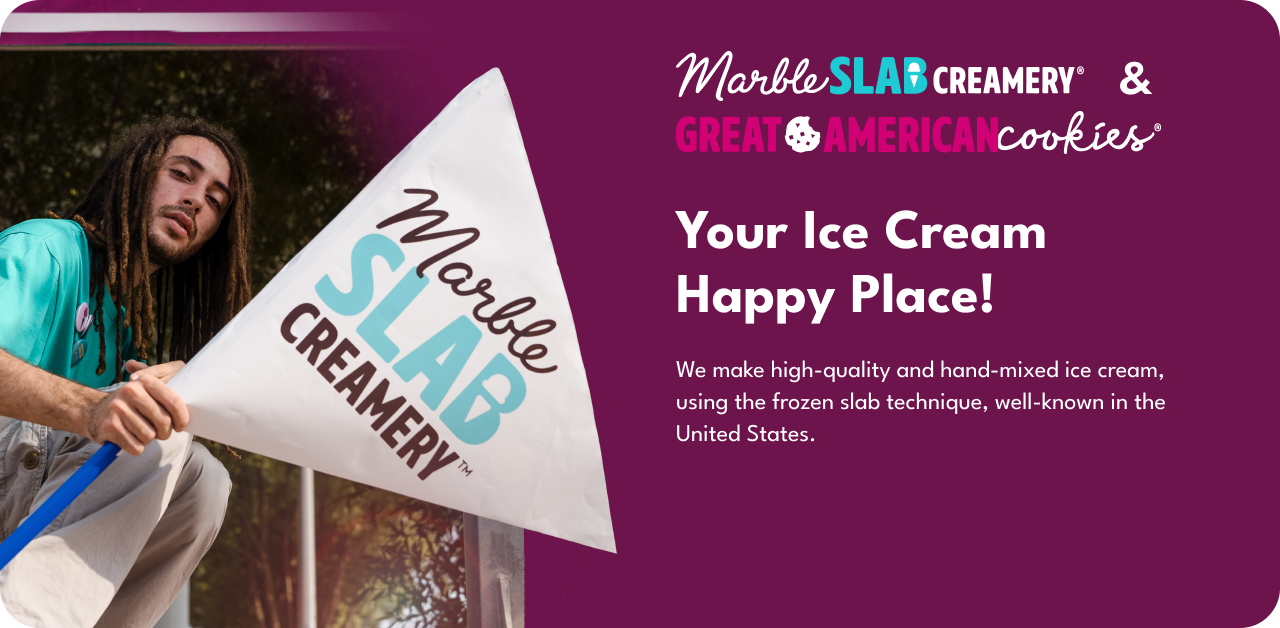 Marble SLAB CREAMERY® &
GREAT AMERICAN cookies®
Your Ice Cream
Happy Place!
We make high-quality and hand-mixed ice cream,
using the frozen slab technique, well-known in the
United States.
Marble
SLAB
CREAMERY™